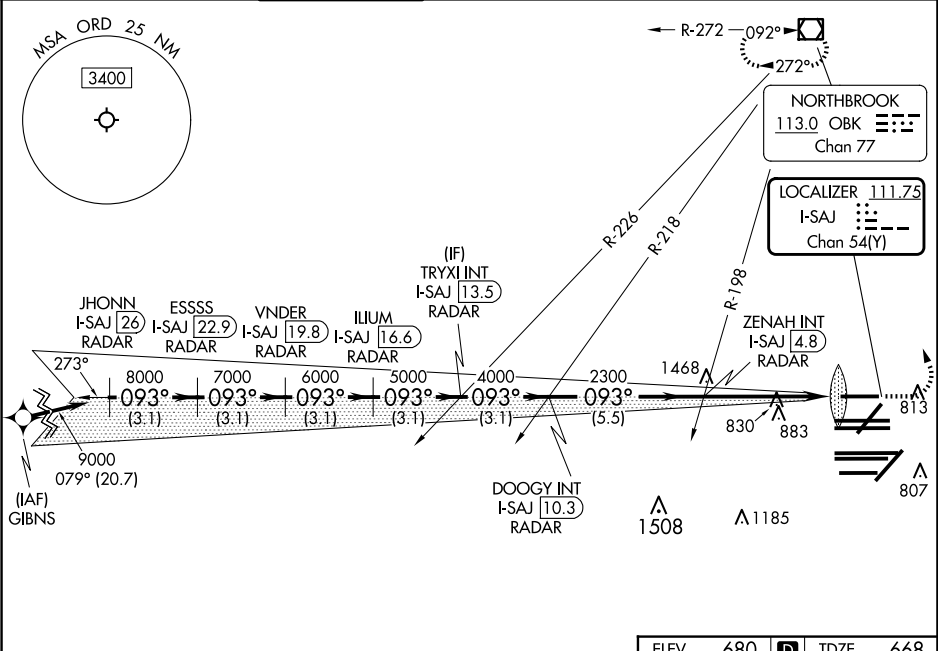 MSA ORD 25 NM
3400
R-272
092°
272°
NORTHBROOK
113.0 OBK
Chan 77
LOCALIZER 111.75
I-SAJ
Chan 54(Y)
R-226
R-218
R-198
(IF)
TRYXI INT
I-SAJ 13.5
RADAR
JHONN
I-SAJ 26
RADAR
ESSSS
I-SAJ 22.9
RADAR
VNDER
I-SAJ 19.8
RADAR
ILIUM
I-SAJ 16.6
RADAR
ZENAH INT
I-SAJ 4.8
RADAR
1468
273°
8000
093°
(3.1)
7000
093°
(3.1)
6000
093°
(3.1)
5000
093°
(3.1)
4000
093°
(3.1)
2300
093°
(5.5)
830
883
813
807
9000
079° (20.7)
(IAF)
GIBNS
DOOGY INT
I-SAJ 10.3
RADAR
1508
1185
ELEV 680 D TDZE 668